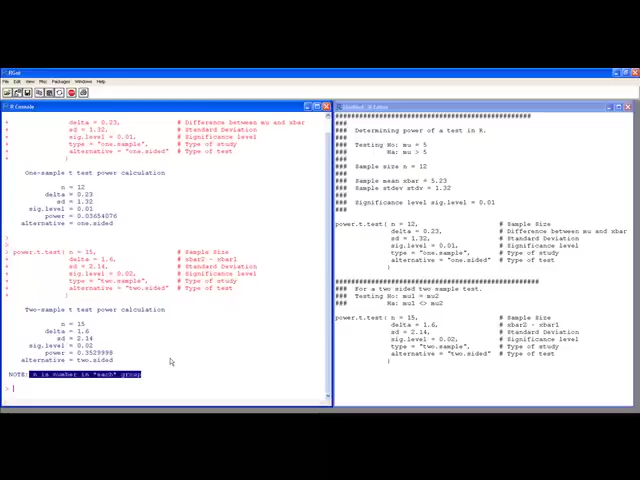 RGui
File Edit View Misc Packages Windows Help
R Console
+ delta = 0.23, # Difference between mu and xbar
+ sd = 1.32, # Standard Deviation
+ sig.level = 0.01, # Significance level
+ type = "one.sample", # Type of study
+ alternative = "one.sided" # Type of test
+ )
One-sample t test power calculation
n = 12
delta = 0.23
sd = 1.32
sig.level = 0.01
power = 0.03654076
alternative = one.sided
>
>
> power.t.test( n = 15, # Sample Size
+ delta = 1.6, # xbar2 - xbar1
+ sd = 2.14, # Standard Deviation
+ sig.level = 0.02, # Significance level
+ type = "two.sample", # Type of study
+ alternative = "two.sided" # Type of test
+ )
Two-sample t test power calculation
n = 15
delta = 1.6
sd = 2.14
sig.level = 0.02
power = 0.3528998
alternative = two.sided
NOTE: n is number in *each* group
>
Untitled - R Editor
###
### Determining power of a test in R.
###
### Testing Ho: mu = 5
### Ha: mu > 5
###
### Sample size n = 12
###
### Sample mean xbar = 5.23
### Sample stdev stdv = 1.32
###
### Significance level sig.level = 0.01
###
power.t.test( n = 12, # Sample Size
delta = 0.23, # Difference between mu and xbar
sd = 1.32, # Standard Deviation
sig.level = 0.01, # Significance level
type = "one.sample", # Type of study
alternative = "one.sided" # Type of test
)
### For a two sided two sample test.
### Testing Ho: mu1 = mu2
### Ha: mu1 <> mu2
power.t.test( n = 15, # Sample Size
delta = 1.6, # xbar2 - xbar1
sd = 2.14, # Standard Deviation
sig.level = 0.02, # Significance level
type = "two.sample", # Type of study
alternative = "two.sided" # Type of test
)